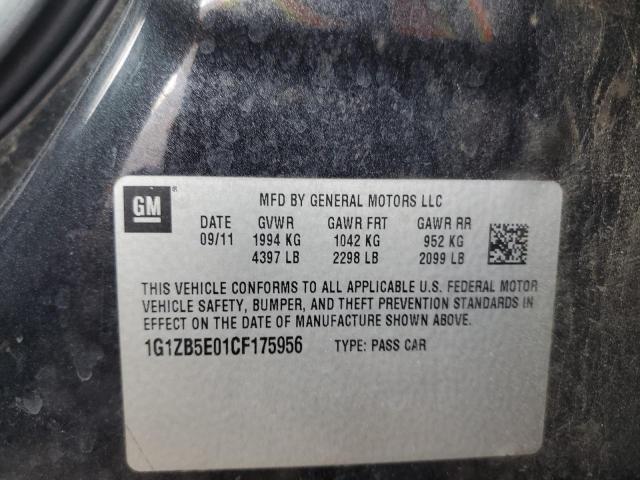 GM ®
MFD BY GENERAL MOTORS LLC
DATE GVWR GAWR FRT GAWR RR
09/11 1994 KG 1042 KG 952 KG
4397 LB 2298 LB 2099 LB
THIS VEHICLE CONFORMS TO ALL APPLICABLE U.S. FEDERAL MOTOR
VEHICLE SAFETY, BUMPER, AND THEFT PREVENTION STANDARDS IN
EFFECT ON THE DATE OF MANUFACTURE SHOWN ABOVE.
1G1ZB5E01CF175956 TYPE: PASS CAR